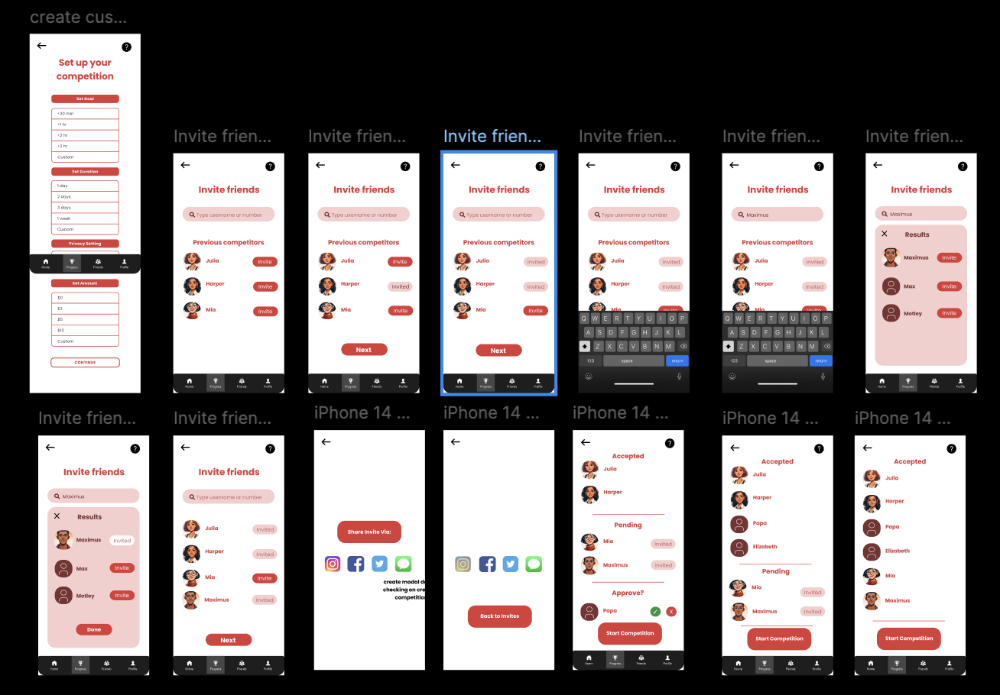 create cus...
?
Set up your
competition
Set Goal
<30 min
<1 hr
<2 hr
<3 hr
Custom
Set Duration
1 day
2 days
3 days
1 week
Custom
Privacy Setting
Home Progress Friends Profile
Set Amount
$0
$3
$5
$10
Custom
CONTINUE
Invite frien...
?
Invite friends
Type username or number
Previous competitors
Julia Invite
Harper Invite
Mia Invite
Home Progress Friends Profile
Invite frien...
?
Invite friends
Type username or number
Previous competitors
Julia Invite
Harper Invited
Mia Invite
Next
Home Progress Friends Profile
Invite frien...
?
Invite friends
Type username or number
Previous competitors
Julia Invited
Harper Invited
Mia Invite
Next
Home Progress Friends Profile
Invite frien...
?
Invite friends
Type username or number
Previous competitors
Julia Invited
Harper Invited
Mia Invite
Q W E R T Y U I O P
A S D F G H J K L
Z X C V B N M
123 space return
Invite frien...
?
Invite friends
Maximus
Previous competitors
Julia Invited
Harper Invited
Mia Invite
Q W E R T Y U I O P
A S D F G H J K L
Z X C V B N M
123 space return
Invite frien...
?
Invite friends
Maximus
X Results
Maximus Invite
Max Invite
Motley Invite
Home Progress Friends Profile
Invite frien...
?
Invite friends
Maximus
X Results
Maximus Invited
Max Invite
Motley Invite
Done
Home Progress Friends Profile
Invite frien...
?
Invite friends
Type username or number
Julia Invited
Harper Invited
Mia Invite
Maximus Invited
Next
Home Progress Friends Profile
iPhone 14 ...
Share Invite Via:
create modal de
checking on cre
competition
iPhone 14 ...
Back to Invites
iPhone 14 ...
?
Accepted
Julia
Harper
Pending
Mia Invited
Maximus Invited
Approve?
Papa ✓ X
Start Competition
Home Progress Friends Profile
iPhone 14 ...
?
Accepted
Julia
Harper
Papa
Elizabeth
Pending
Mia Invited
Maximus Invited
Start Competition
Home Progress Friends Profile
iPhone 14 ...
?
Accepted
Julia
Harper
Papa
Elizabeth
Mia
Maximus
Start Competition
Home Progress Friends Profile